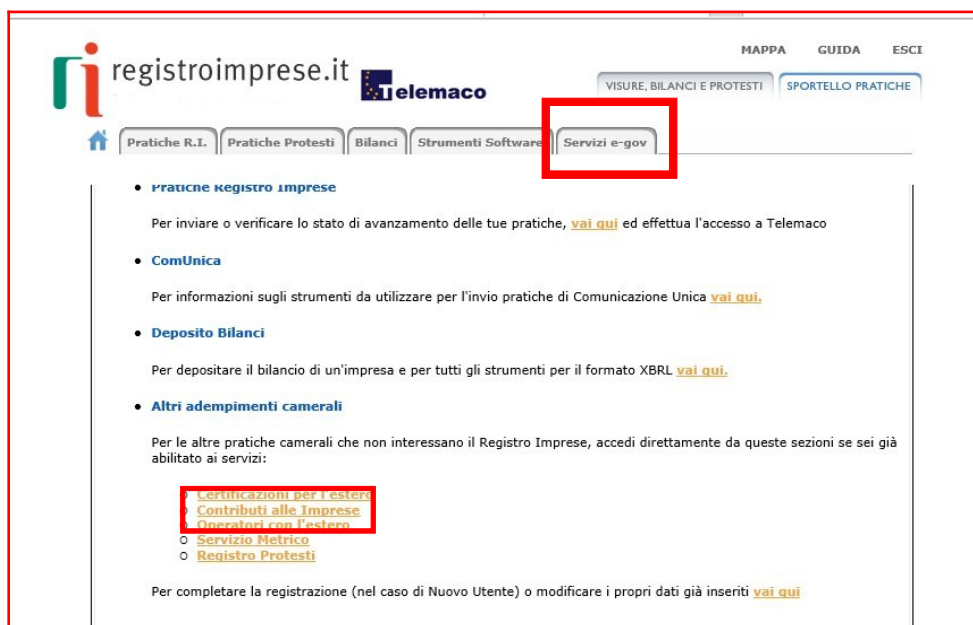 MAPPA GUIDA ESCI
registroimprese.it
Telemaco
VISURE, BILANCI E PROTESTI SPORTELLO PRATICHE
Pratiche R.I. Pratiche Protesti Bilanci Strumenti Software Servizi e-gov
• Pratiche Registro Imprese
Per inviare o verificare lo stato di avanzamento delle tue pratiche, vai qui ed effettua l'accesso a Telemaco
• ComUnica
Per informazioni sugli strumenti da utilizzare per l'invio pratiche di Comunicazione Unica vai qui.
• Deposito Bilanci
Per depositare il bilancio di un'impresa e per tutti gli strumenti per il formato XBRL vai qui.
• Altri adempimenti camerali
Per le altre pratiche camerali che non interessano il Registro Imprese, accedi direttamente da queste sezioni se sei già
abilitato ai servizi:
o Certificazioni per l'estero
o Contributi alle Imprese
o Operatori con l'estero
o Servizio Metrico
o Registro Protesti
Per completare la registrazione (nel caso di Nuovo Utente) o modificare i propri dati già inseriti vai qui